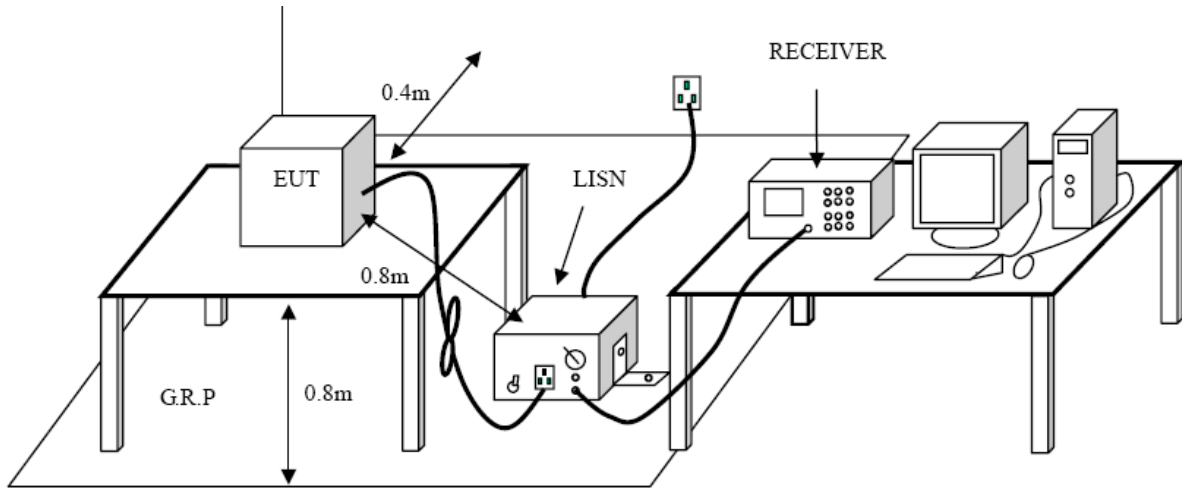 RECEIVER
0.4m
EUT
LISN
0.8m
G.R.P
0.8m